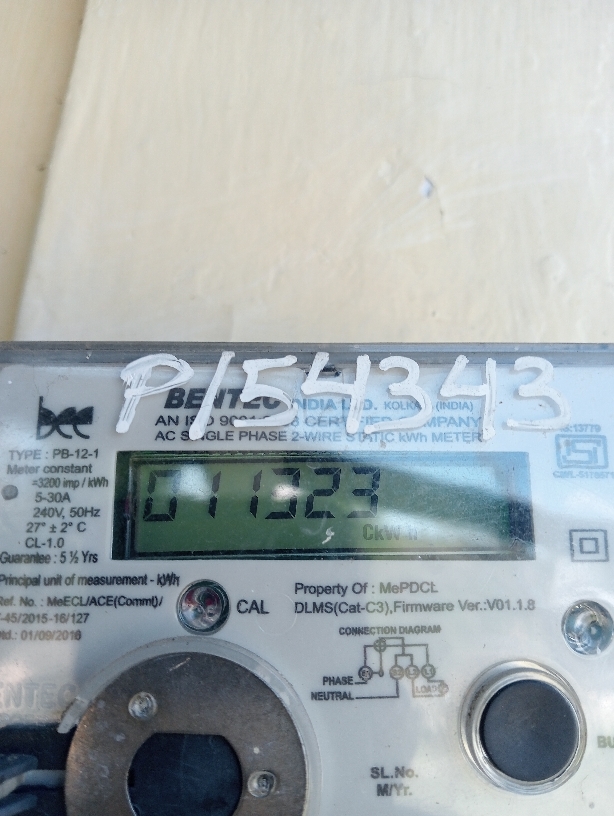 P/54343
BENTEC INDIA LTD. KOLKATA (INDIA)
AN ISO CERTIFIED COMPANY
AC SINGLE PHASE 2-WIRE STATIC kWh METER
bee
TYPE : PB-12-1
Meter constant
=3200 imp / kWh
5-30A
240V, 50Hz
27° ± 2° C
CL-1.0
Guarantee : 5 ½ Yrs
011323
CkW h
Principal unit of measurement - kWh
Ref. No. : MeECL/ACE(Comml)/
-45/2015-16/127
Dtd.: 01/09/2016
CAL
Property Of : MePDCL
DLMS(Cat-C3),Firmware Ver.:V01.1.8
CONNECTION DIAGRAM
PHASE
NEUTRAL
LOAD
SL.No.
M/Yr.